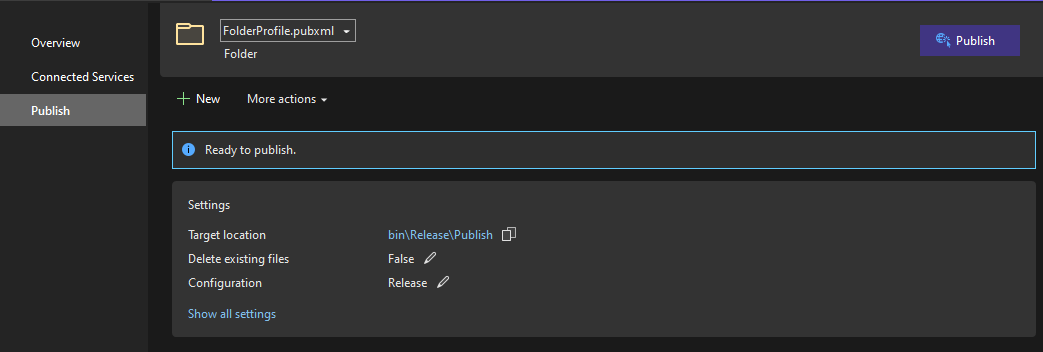 FolderProfile.pubxml
Folder
Publish
Overview
Connected Services
Publish
New
More actions
Ready to publish.
Settings
Target location bin\Release\Publish
Delete existing files False
Configuration Release
Show all settings